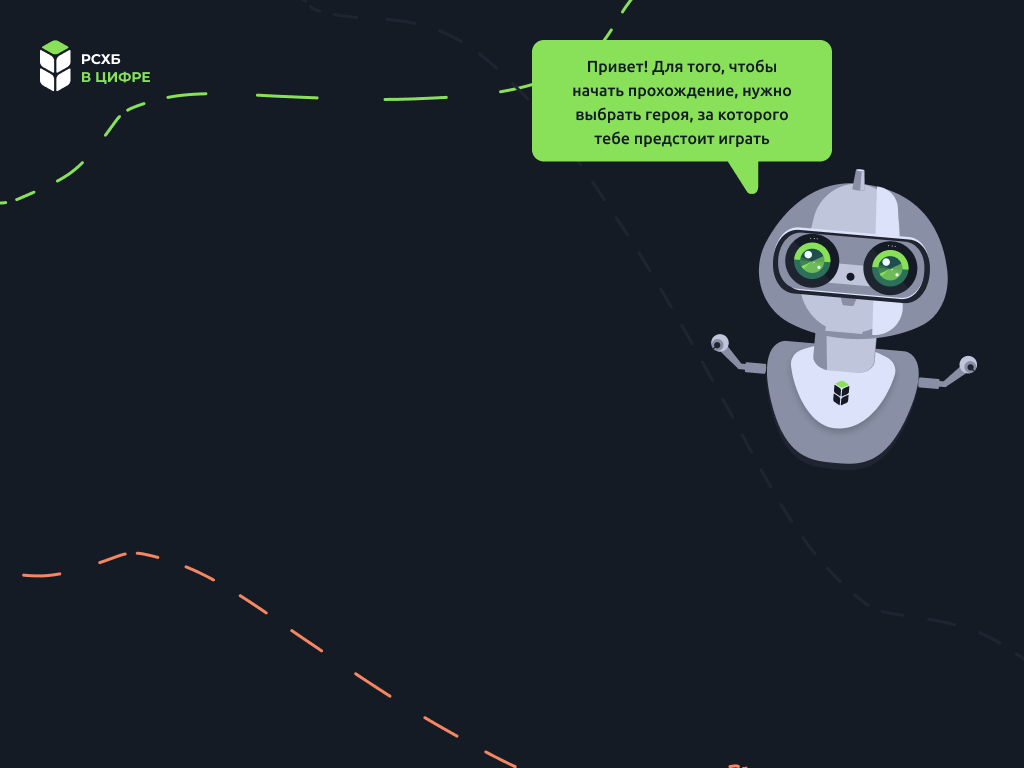 РСХБ
В ЦИФРЕ
Привет! Для того, чтобы
начать прохождение, нужно
выбрать героя, за которого
тебе предстоит играть